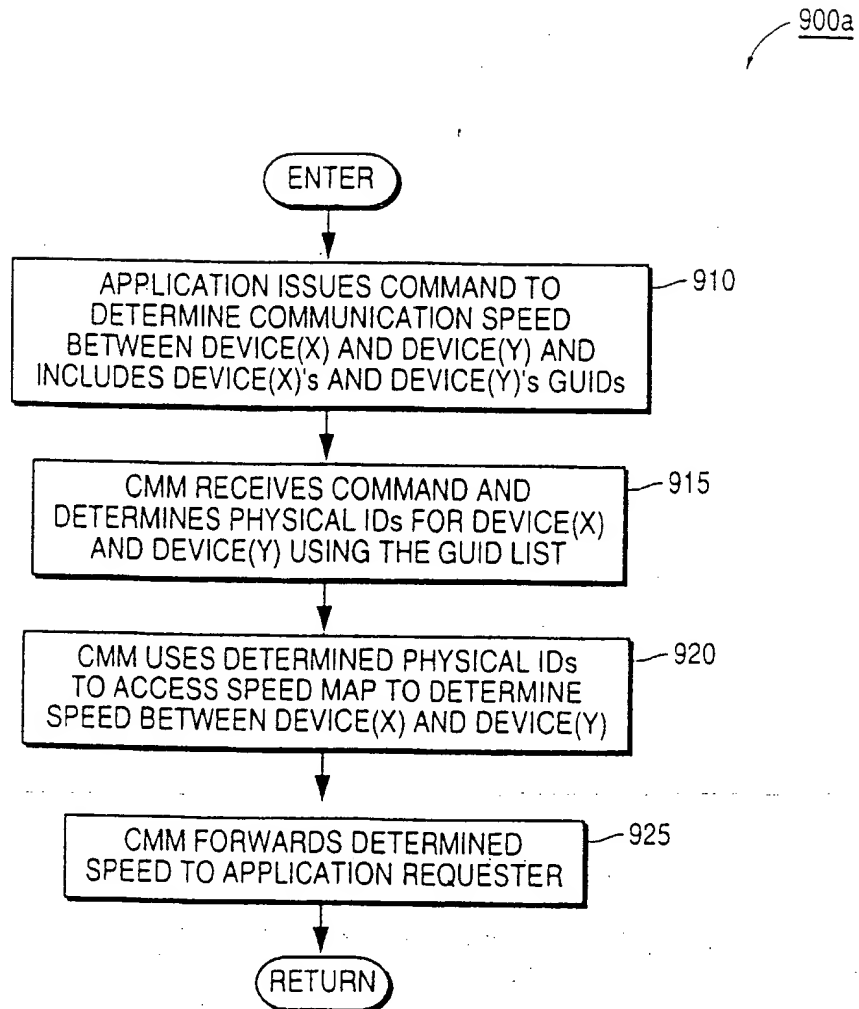 900a
ENTER
APPLICATION ISSUES COMMAND TO
DETERMINE COMMUNICATION SPEED
BETWEEN DEVICE(X) AND DEVICE(Y) AND
INCLUDES DEVICE(X)'s AND DEVICE(Y)'s GUIDs
910
CMM RECEIVES COMMAND AND
DETERMINES PHYSICAL IDs FOR DEVICE(X)
AND DEVICE(Y) USING THE GUID LIST
915
CMM USES DETERMINED PHYSICAL IDs
TO ACCESS SPEED MAP TO DETERMINE
SPEED BETWEEN DEVICE(X) AND DEVICE(Y)
920
CMM FORWARDS DETERMINED
SPEED TO APPLICATION REQUESTER
925
RETURN